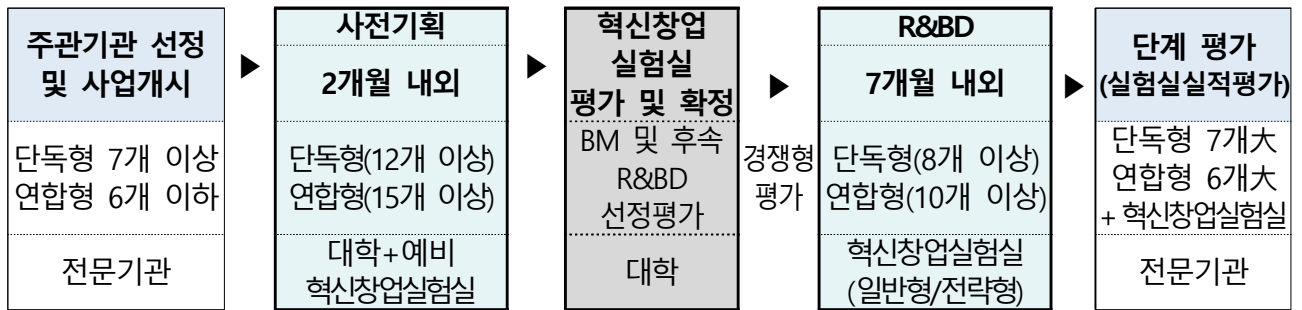 주관기관 선정
및 사업개시
단독형 7개 이상
연합형 6개 이하
전문기관
▶
사전기획
2개월 내외
단독형(12개 이상)
연합형(15개 이상)
대학+예비
혁신창업실험실
▶
혁신창업
실험실
평가 및 확정
BM 및 후속
R&BD
선정평가
대학
▶
경쟁형
평가
R&BD
7개월 내외
단독형(8개 이상)
연합형(10개 이상)
혁신창업실험실
(일반형/전략형)
▶
단계 평가
(실험실실적평가)
단독형 7개大
연합형 6개大
+ 혁신창업실험실
전문기관